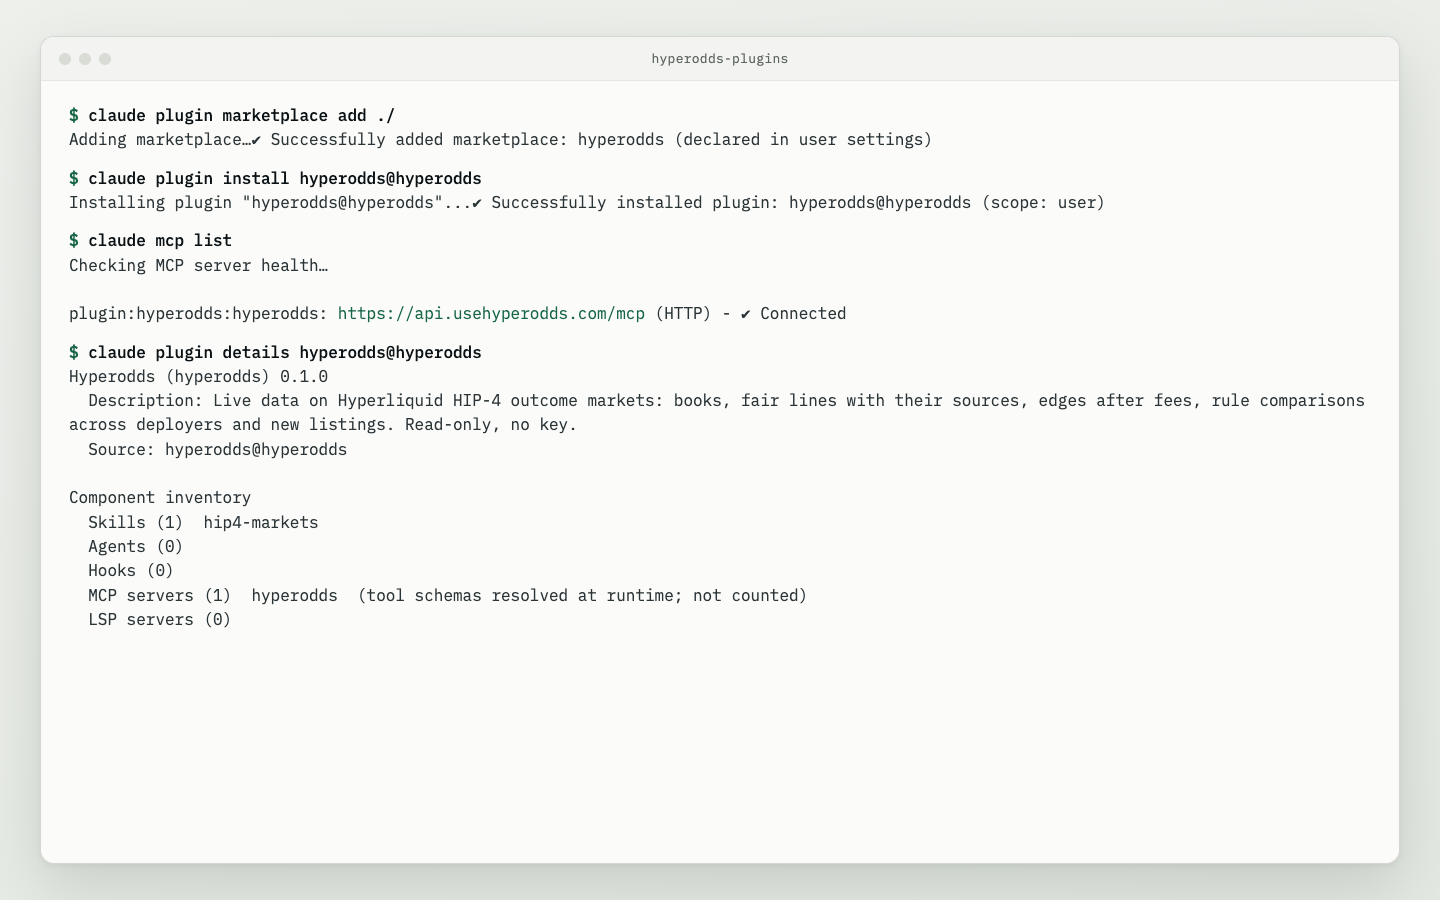 hyperodds-plugins
$ claude plugin marketplace add ./
Adding marketplace…✔ Successfully added marketplace: hyperodds (declared in user settings)
$ claude plugin install hyperodds@hyperodds
Installing plugin "hyperodds@hyperodds"...✔ Successfully installed plugin: hyperodds@hyperodds (scope: user)
$ claude mcp list
Checking MCP server health…
plugin:hyperodds:hyperodds: https://api.usehyperodds.com/mcp (HTTP) - ✔ Connected
$ claude plugin details hyperodds@hyperodds
Hyperodds (hyperodds) 0.1.0
  Description: Live data on Hyperliquid HIP-4 outcome markets: books, fair lines with their sources, edges after fees, rule comparisons
across deployers and new listings. Read-only, no key.
  Source: hyperodds@hyperodds
Component inventory
  Skills (1)  hip4-markets
  Agents (0)
  Hooks (0)
  MCP servers (1)  hyperodds  (tool schemas resolved at runtime; not counted)
  LSP servers (0)